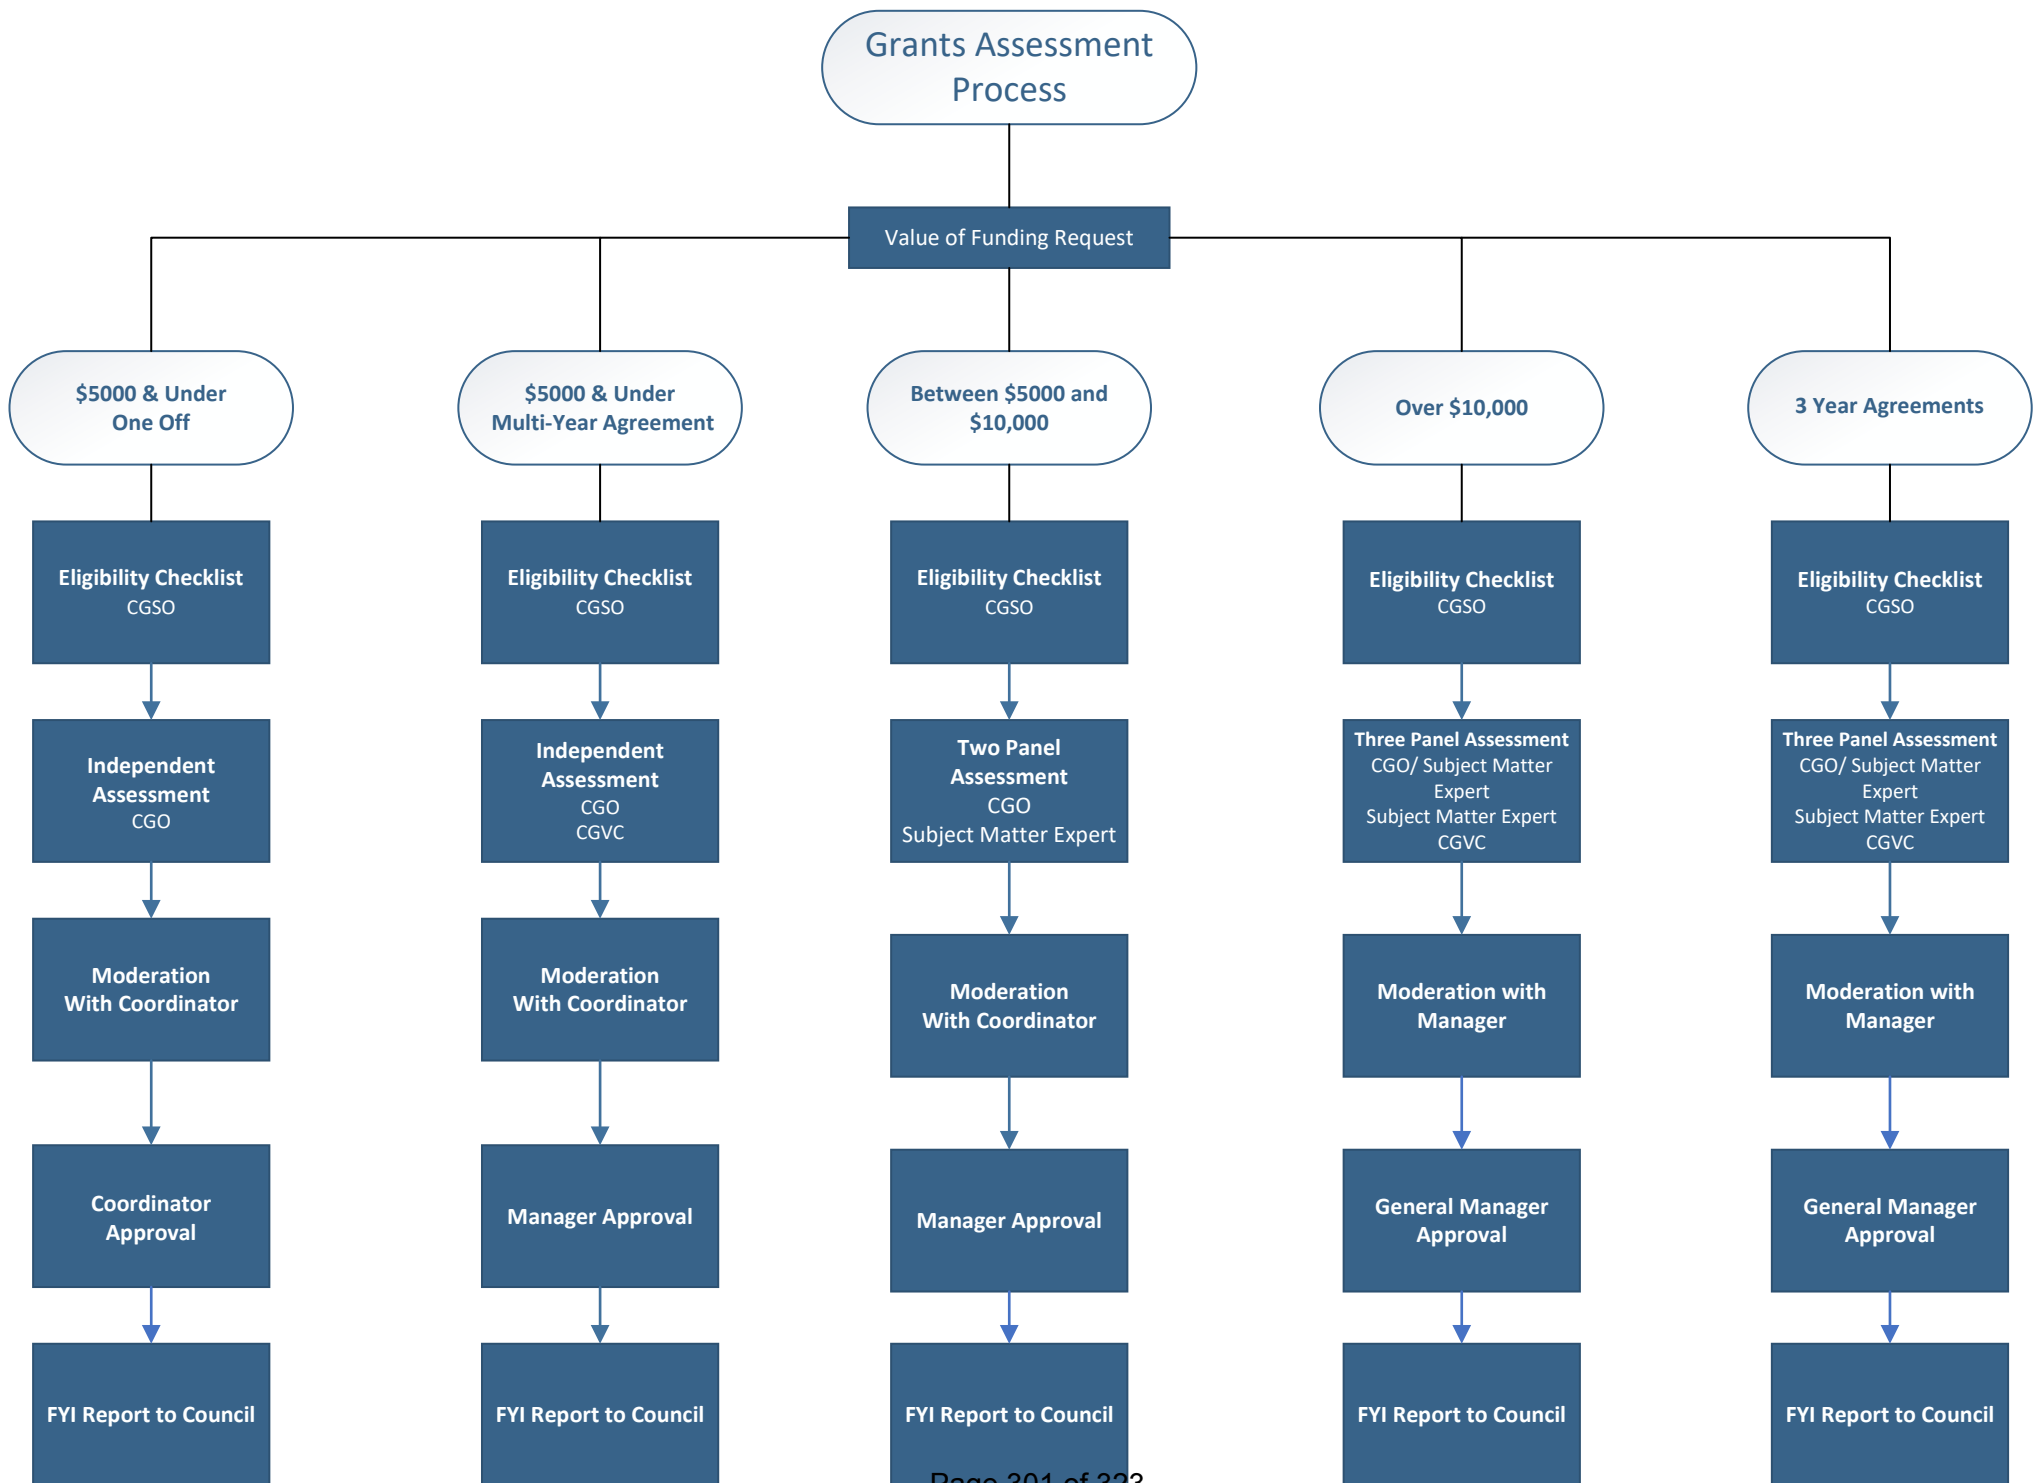 Grants Assessment
Process
Value of Funding Request
$5000 & Under
One Off
$5000 & Under
Multi-Year Agreement
Between $5000 and
$10,000
Over $10,000
3 Year Agreements
Eligibility Checklist
CGSO
Eligibility Checklist
CGSO
Eligibility Checklist
CGSO
Eligibility Checklist
CGSO
Eligibility Checklist
CGSO
Independent
Assessment
CGO
Independent
Assessment
CGO
CGVC
Two Panel
Assessment
CGO
Subject Matter Expert
Three Panel Assessment
CGO/ Subject Matter
Expert
Subject Matter Expert
CGVC
Three Panel Assessment
CGO/ Subject Matter
Expert
Subject Matter Expert
CGVC
Moderation
With Coordinator
Moderation
With Coordinator
Moderation
With Coordinator
Moderation with
Manager
Moderation with
Manager
Coordinator
Approval
Manager Approval
Manager Approval
General Manager
Approval
General Manager
Approval
FYI Report to Council
FYI Report to Council
FYI Report to Council
FYI Report to Council
FYI Report to Council
Page 301 of 323